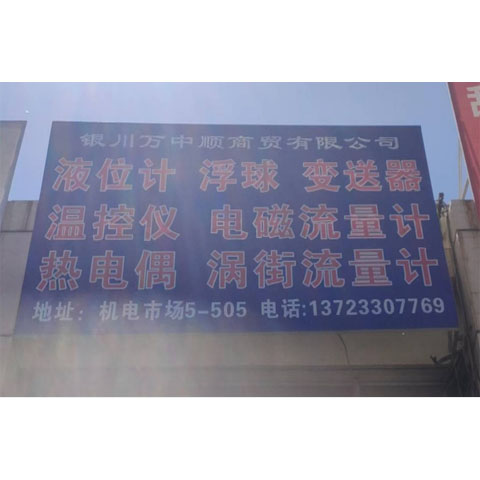 银川万中顺商贸有限公司
液位计 浮球 变送器
温控仪 电磁流量计
热电偶 涡街流量计
地址：机电市场5-505 电话:13723307769